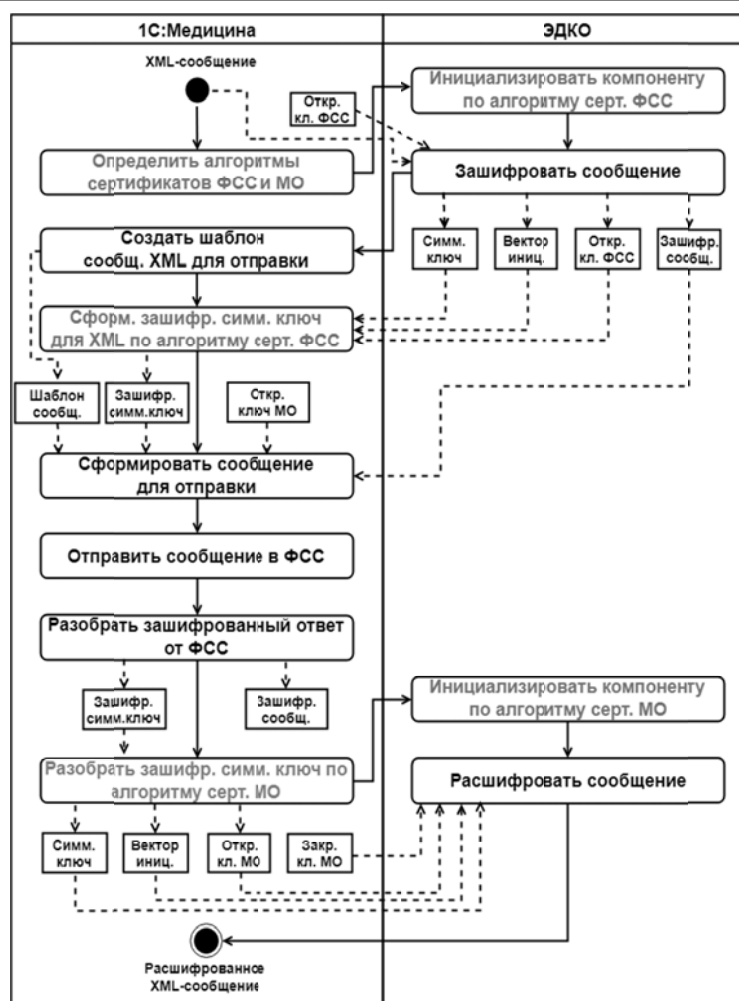 1С:Медицина
ЭДКО
XML-сообщение
Откр.
кл. ФСС
Инициализировать компоненту
по алгоритму серт. ФСС
Определить алгоритмы
сертификатов ФСС и МО
Зашифровать сообщение
Создать шаблон
сообщ. XML для отправки
Симм.
ключ
Вектор
иниц.
Откр.
кл. ФСС
Зашифр.
сообщ.
Сформ. зашифр. сими. ключ
для XML по алгоритму серт. ФСС
Шаблон
сообщ.
Зашифр.
симм.ключ
Откр.
ключ МО
Сформировать сообщение
для отправки
Отправить сообщение в ФСС
Разобрать зашифрованный ответ
от ФСС
Зашифр.
симм.ключ
Зашифр.
сообщ.
Инициализировать компоненту
по алгоритму серт. МО
Разобрать зашифр. сими. ключ по
алгоритму серт. МО
Расшифровать сообщение
Симм.
ключ
Вектор
иниц.
Откр.
кл. МО
Закр.
кл. МО
Расшифрованное
XML-сообщение